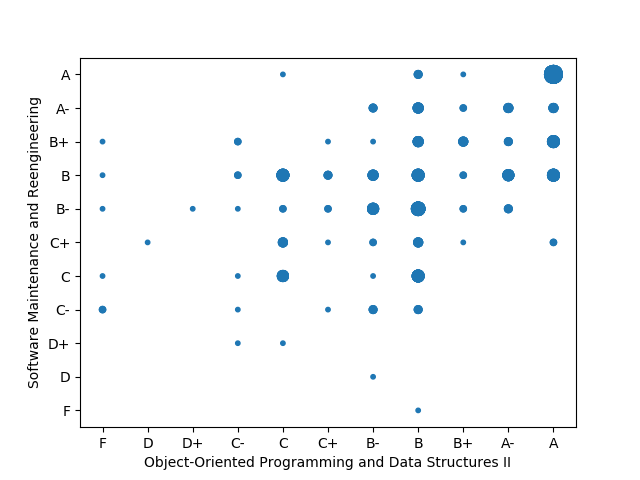 Software Maintenance and Reengineering
A
A-
B+
B
B-
C+
C
C-
D+
D
F
F D D+ C- C C+ B- B B+ A- A
Object-Oriented Programming and Data Structures II